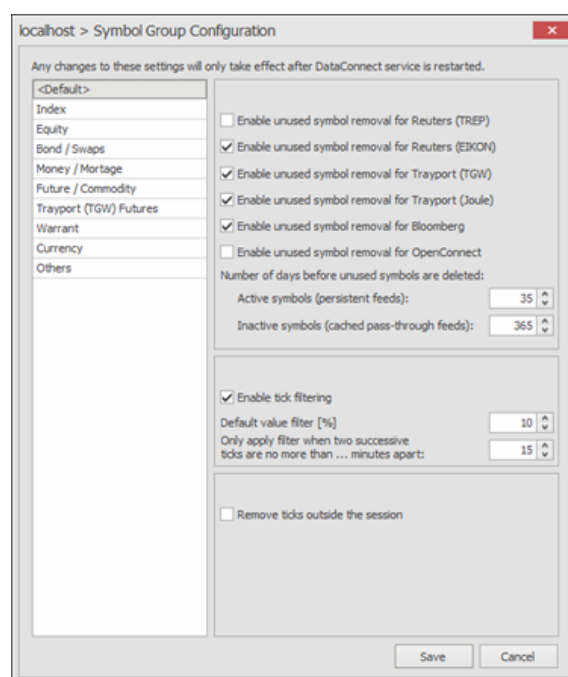 localhost > Symbol Group Configuration
Any changes to these settings will only take effect after DataConnect service is restarted.
<Default>
Index
Equity
Bond / Swaps
Money / Mortage
Future / Commodity
Trayport (TGW) Futures
Warrant
Currency
Others
Enable unused symbol removal for Reuters (TREP)
Enable unused symbol removal for Reuters (EIKON)
Enable unused symbol removal for Trayport (TGW)
Enable unused symbol removal for Trayport (Joule)
Enable unused symbol removal for Bloomberg
Enable unused symbol removal for OpenConnect
Number of days before unused symbols are deleted:
Active symbols (persistent feeds): 35
Inactive symbols (cached pass-through feeds): 365
Enable tick filtering
Default value filter [%] 10
Only apply filter when two successive
ticks are no more than ... minutes apart: 15
Remove ticks outside the session
Save Cancel